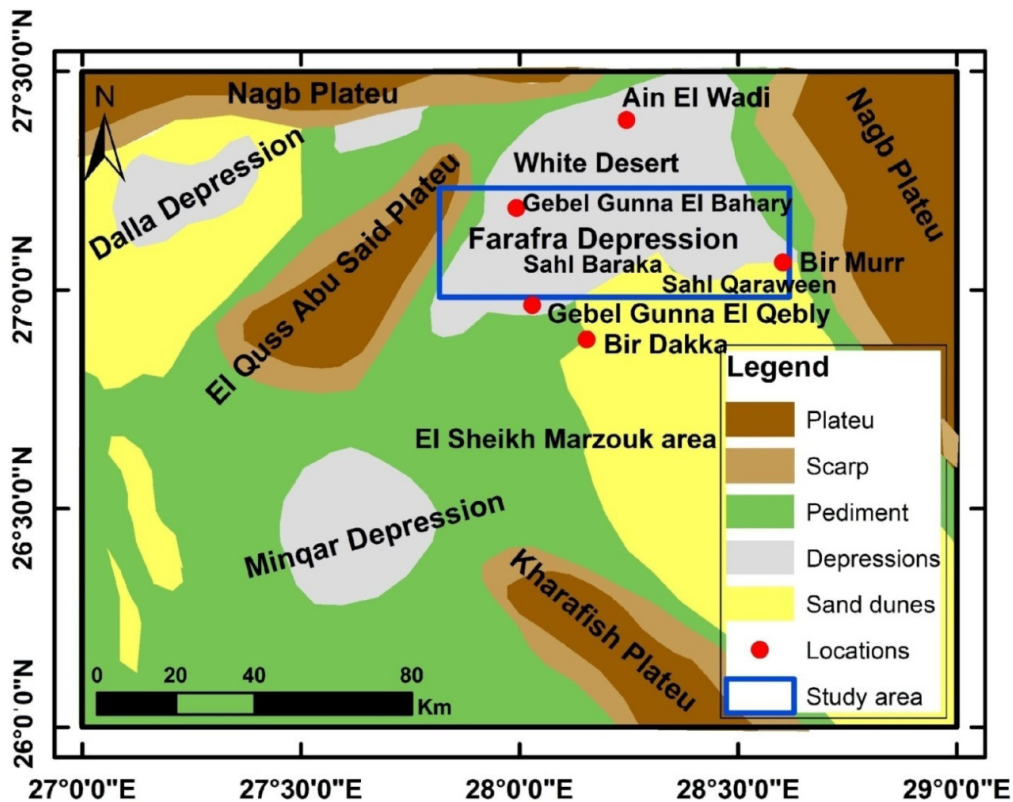 27°30'0"N
27°0'0"N
26°30'0"N
26°0'0"N
N
Nagb Plateu
Ain El Wadi
Nagb Plateu
White Desert
Dalla Depression
Gebel Gunna El Bahary
El Quss Abu Said Plateu
Farafra Depression
Sahl Baraka
Bir Murr
Sahl Qaraween
Gebel Gunna El Qebly
Bir Dakka
El Sheikh Marzouk area
Minqar Depression
Kharafish Plateu
Legend
Plateu
Scarp
Pediment
Depressions
Sand dunes
Locations
Study area
0 20 40 80
Km
27°0'0"E 27°30'0"E 28°0'0"E 28°30'0"E 29°0'0"E